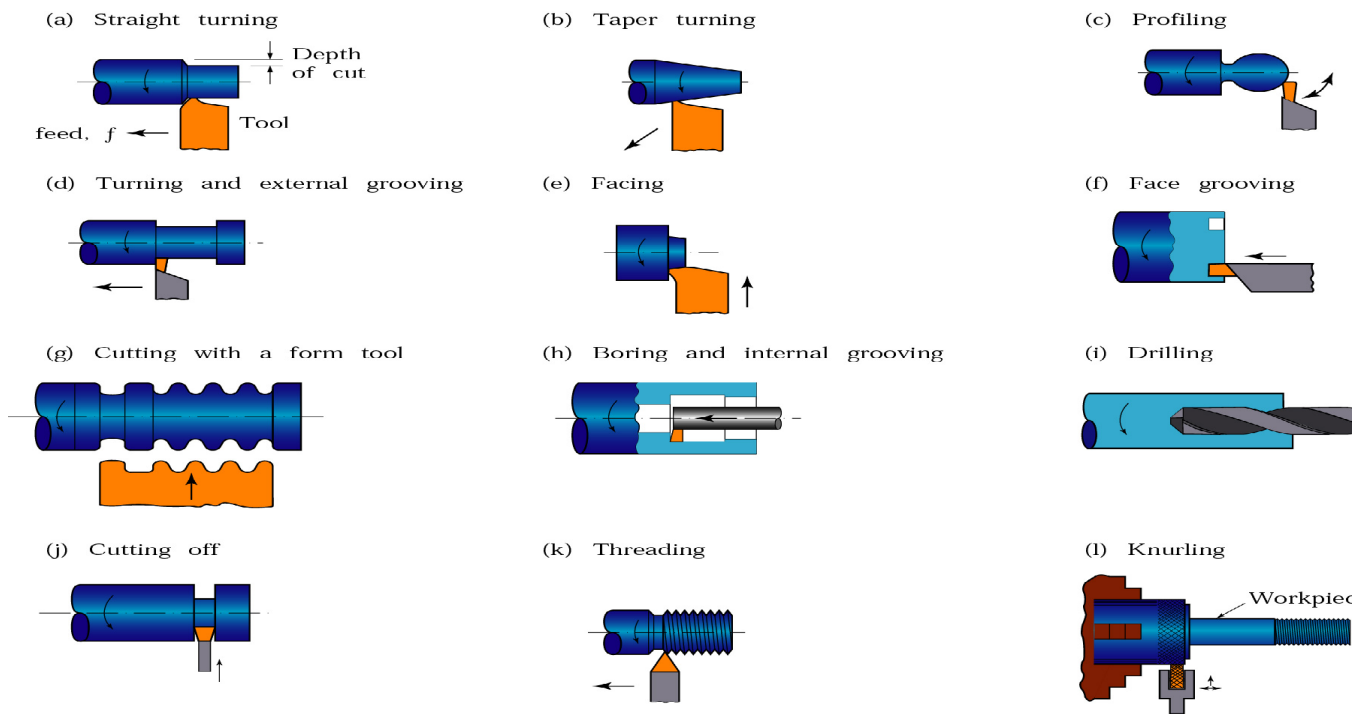 (a) Straight turning
(b) Taper turning
(c) Profiling
Depth
of cut
feed, f
Tool
(d) Turning and external grooving
(e) Facing
(f) Face grooving
(g) Cutting with a form tool
(h) Boring and internal grooving
(i) Drilling
(j) Cutting off
(k) Threading
(l) Knurling
Workpiec